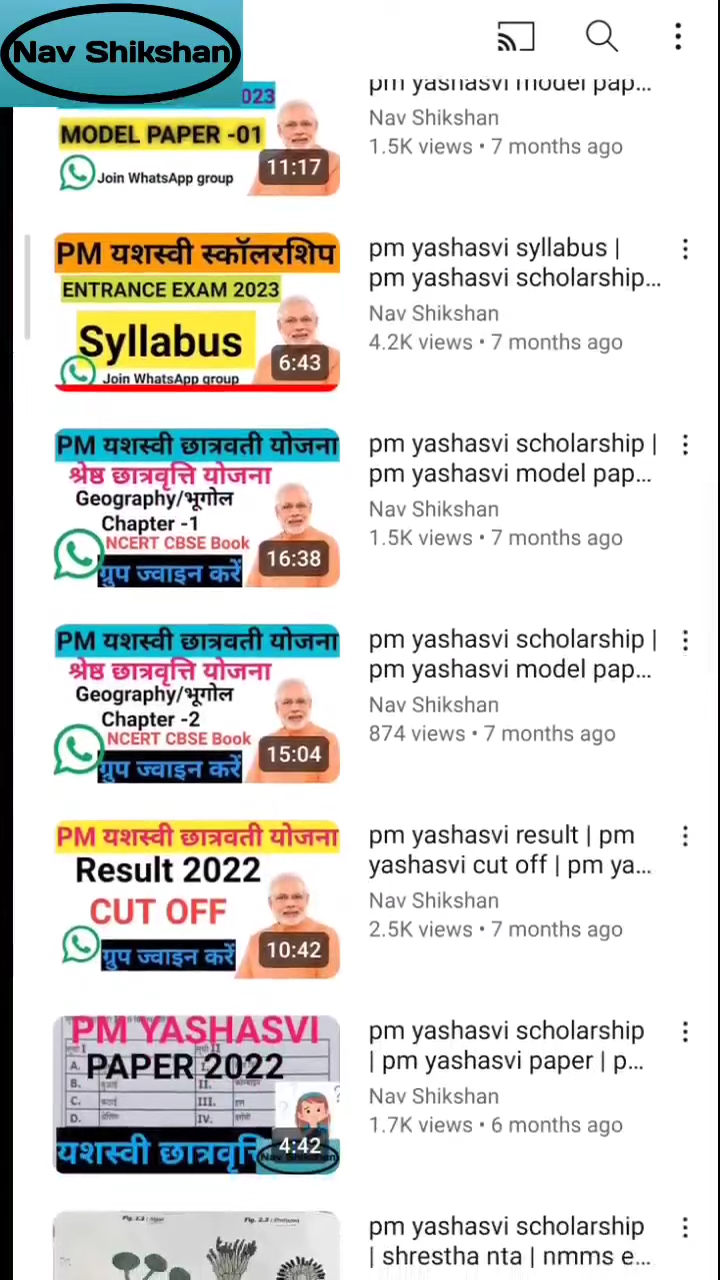 Nav Shikshan
023
MODEL PAPER -01
Join WhatsApp group
11:17
pm yashasvi model pap...
Nav Shikshan
1.5K views • 7 months ago
PM यशस्वी स्कॉलरशिप
ENTRANCE EXAM 2023
Syllabus
Join WhatsApp group
6:43
pm yashasvi syllabus |
pm yashasvi scholarship...
Nav Shikshan
4.2K views • 7 months ago
PM यशस्वी छात्रवती योजना
श्रेष्ठ छात्रवृत्ति योजना
Geography/भूगोल
Chapter -1
NCERT CBSE Book
ग्रुप ज्वाइन करें
16:38
pm yashasvi scholarship |
pm yashasvi model pap...
Nav Shikshan
1.5K views • 7 months ago
PM यशस्वी छात्रवती योजना
श्रेष्ठ छात्रवृत्ति योजना
Geography/भूगोल
Chapter -2
NCERT CBSE Book
ग्रुप ज्वाइन करें
15:04
pm yashasvi scholarship |
pm yashasvi model pap...
Nav Shikshan
874 views • 7 months ago
PM यशस्वी छात्रवती योजना
Result 2022
CUT OFF
ग्रुप ज्वाइन करें
10:42
pm yashasvi result | pm
yashasvi cut off | pm ya...
Nav Shikshan
2.5K views • 7 months ago
PM YASHASVI
PAPER 2022
A.
B. II.
C. III.
D. IV.
यशस्वी छात्रवृत्ति
Nav Shikshan
4:42
pm yashasvi scholarship
| pm yashasvi paper | p...
Nav Shikshan
1.7K views • 6 months ago
pm yashasvi scholarship
| shrestha nta | nmms e...